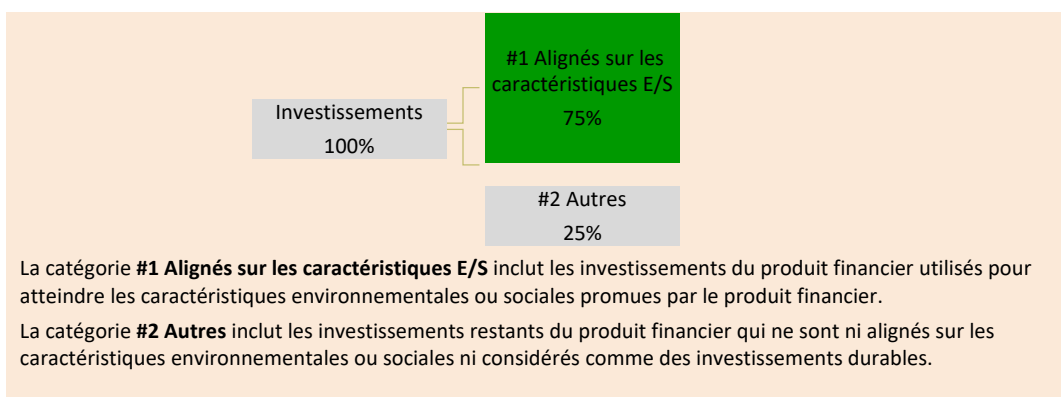 #1 Alignés sur les
caractéristiques E/S
75%
Investissements
100%
#2 Autres
25%
La catégorie #1 Alignés sur les caractéristiques E/S inclut les investissements du produit financier utilisés pour
atteindre les caractéristiques environnementales ou sociales promues par le produit financier.
La catégorie #2 Autres inclut les investissements restants du produit financier qui ne sont ni alignés sur les
caractéristiques environnementales ou sociales ni considérés comme des investissements durables.